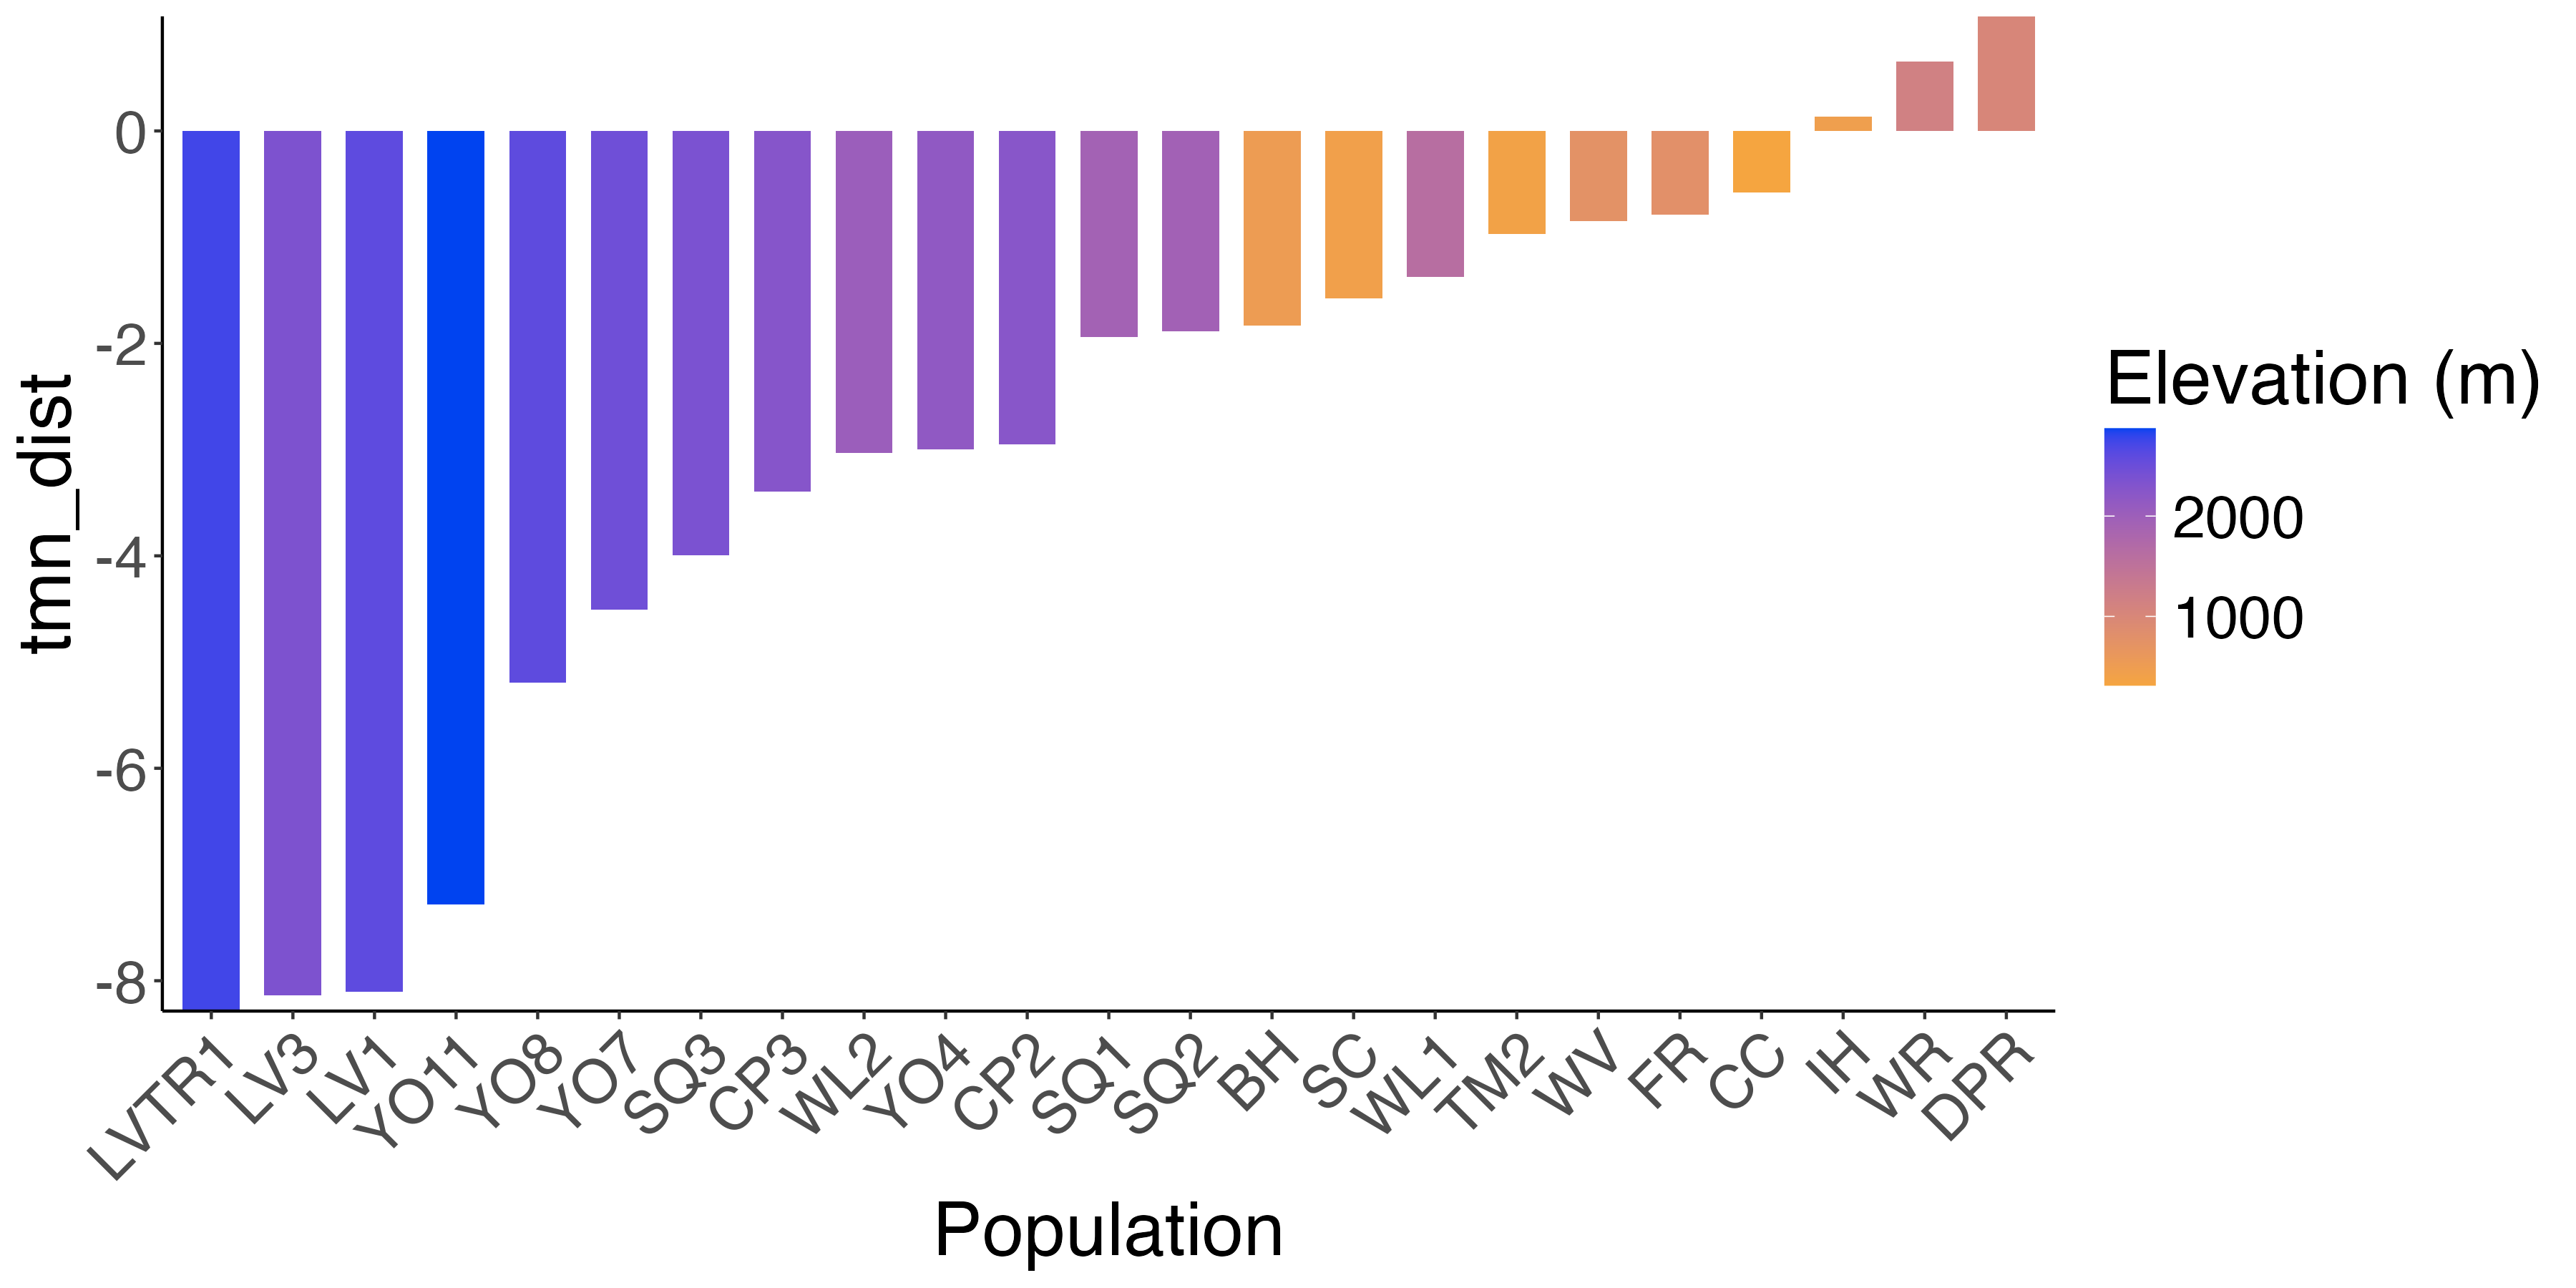 tmn_dist
0
-2
-4
-6
-8
LVTR1
LV3
LV1
YO11
YO8
YO7
SQ3
CP3
WL2
YO4
CP2
SQ1
SQ2
BH
SC
WL1
TM2
WV
FR
CC
IH
WR
DPR
Population
Elevation (m)
2000
1000